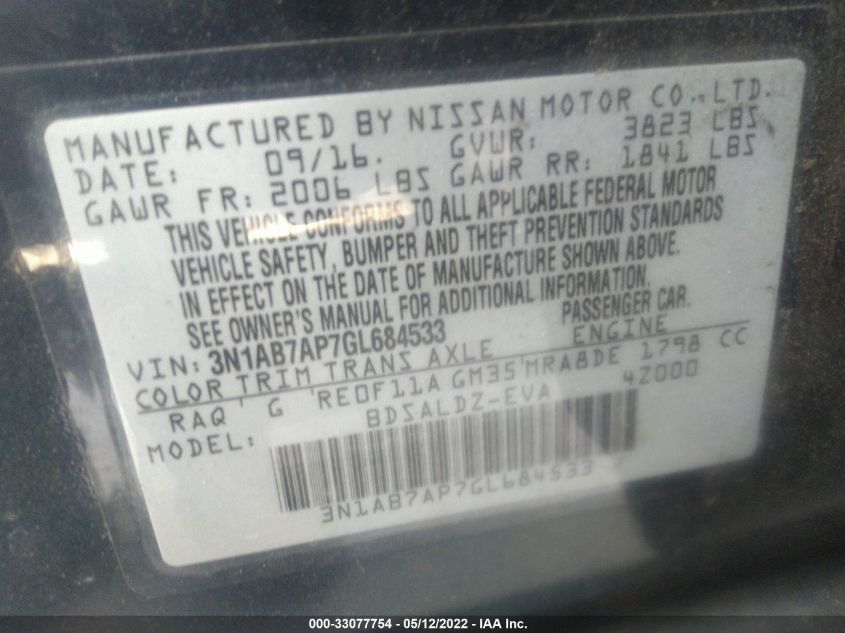 MANUFACTURED BY NISSAN MOTOR CO., LTD.
DATE: 09/16. GVWR: 3823 LBS
GAWR FR: 2006 LBS GAWR RR: 1841 LBS
THIS VEHICLE CONFORMS TO ALL APPLICABLE FEDERAL MOTOR
VEHICLE SAFETY, BUMPER AND THEFT PREVENTION STANDARDS
IN EFFECT ON THE DATE OF MANUFACTURE SHOWN ABOVE.
SEE OWNER'S MANUAL FOR ADDITIONAL INFORMATION.
VIN: 3N1AB7AP7GL684533 PASSENGER CAR.
COLOR TRIM TRANS AXLE ENGINE
RAQ ' G RE0F11A GM35 ' MRA8DE 1798 CC
MODEL: BDSALDZ-EVA 4Z000
3N1AB7AP7GL684533
000-33077754 - 05/12/2022 - IAA Inc.